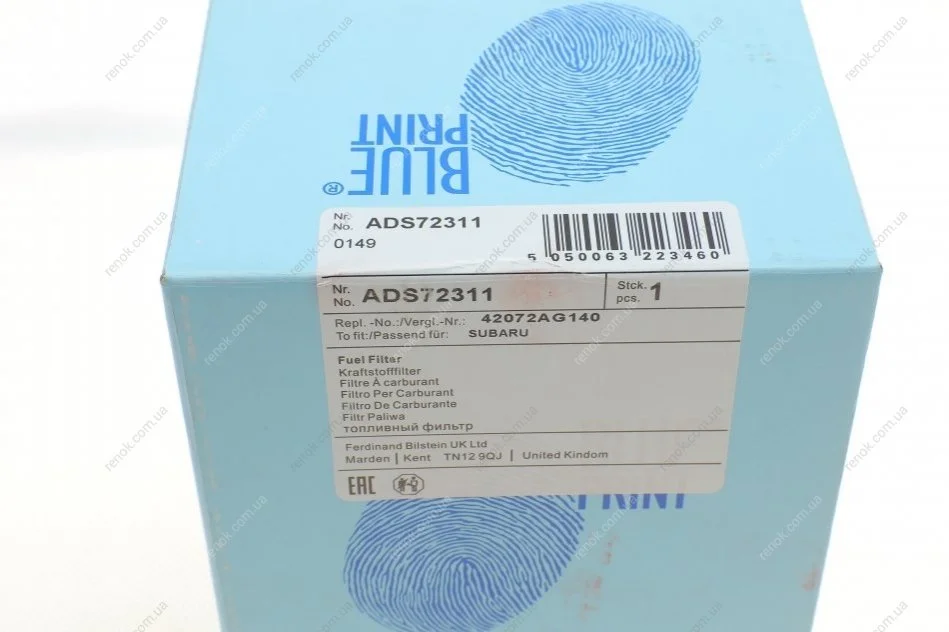 BLUE
PRINT
®
Nr.
No. ADS72311
0149
5 050063 223460
Nr.
No. ADS72311
Stck.
pcs. 1
Repl. -No.:/Vergl.-Nr.: 42072AG140
To fit:/Passend für: SUBARU
Fuel Filter
Kraftstofffilter
Filtre À carburant
Filtro Per Carburant
Filtro De Carburante
Filtr Paliwa
топливный фильтр
Ferdinand Bilstein UK Ltd
Marden | Kent TN12 9QJ | United Kindom
EAC
renok.com.ua